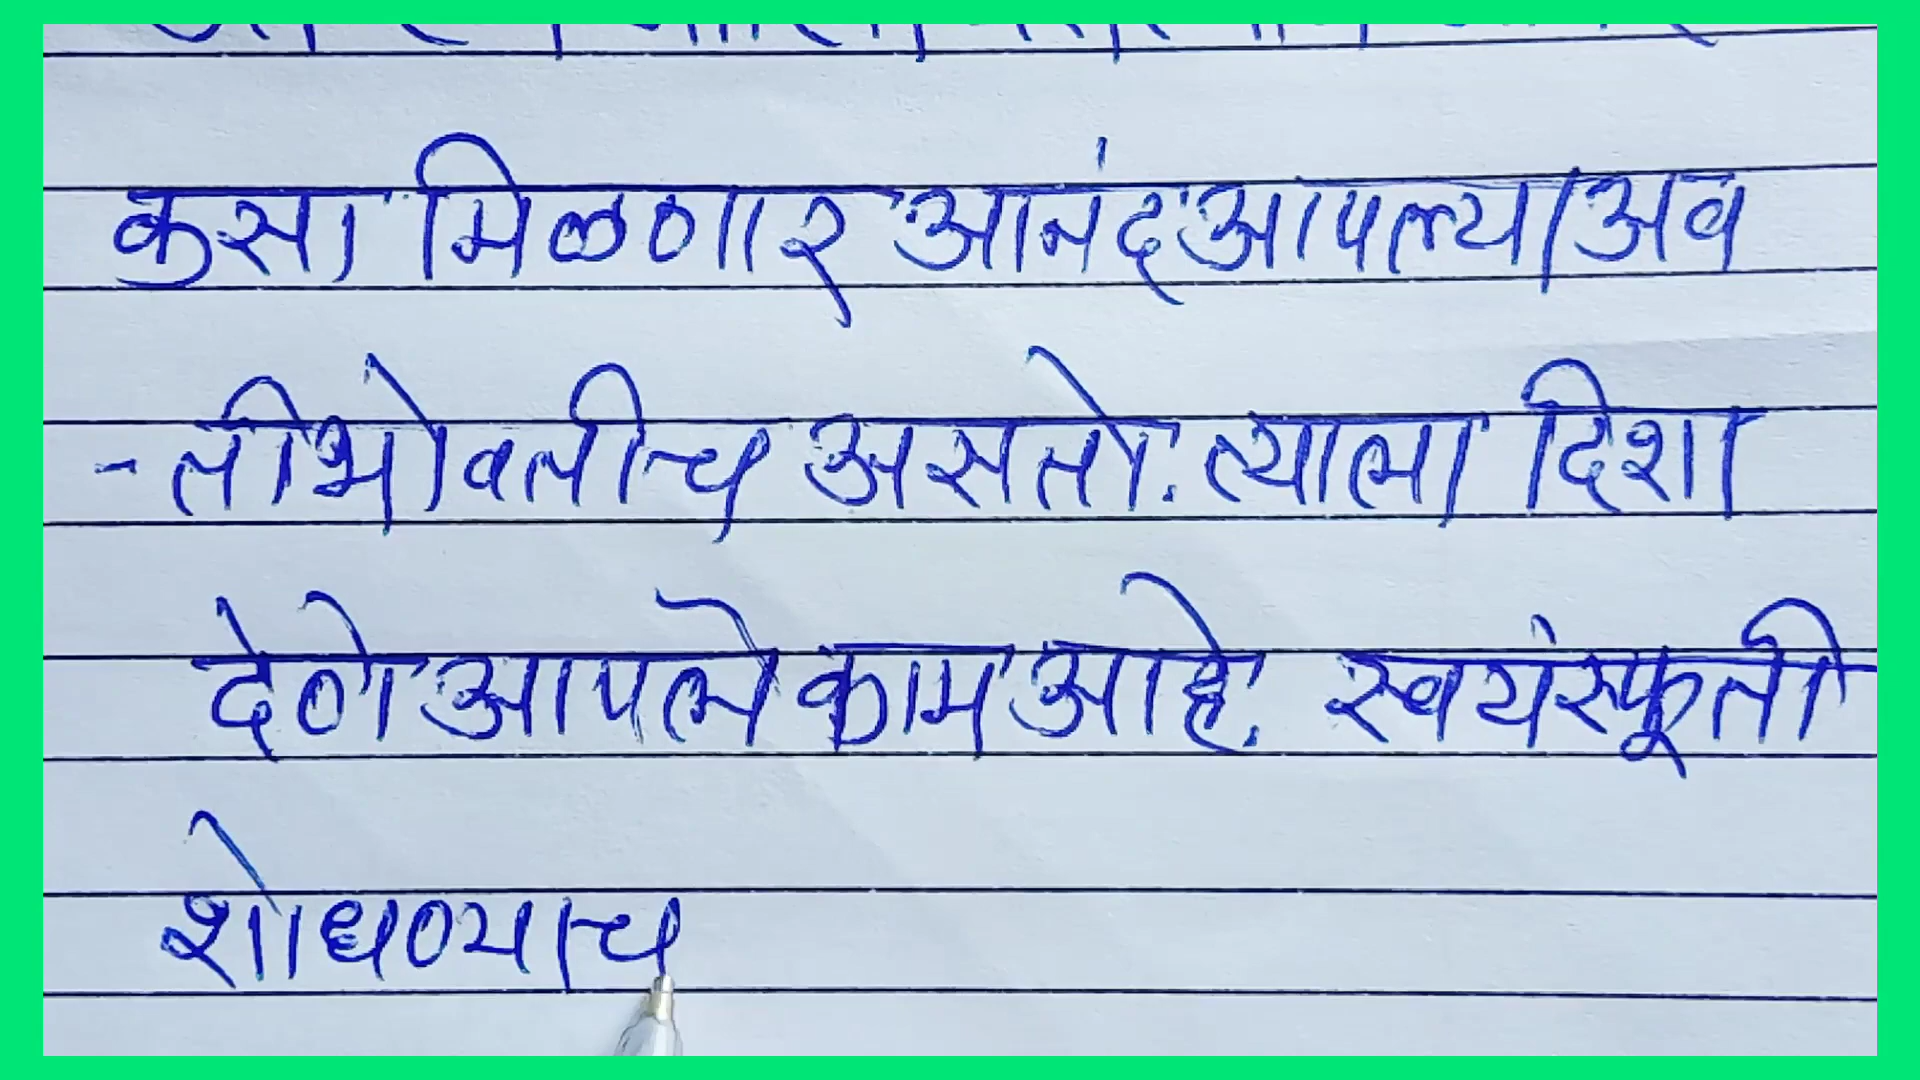 कसा मिळणार आनंद आपल्या अव
-तीभोवतीच असतो. त्याला दिशा
देणे आपले काम आहे. स्वयंस्फूर्ती
शोधण्याच